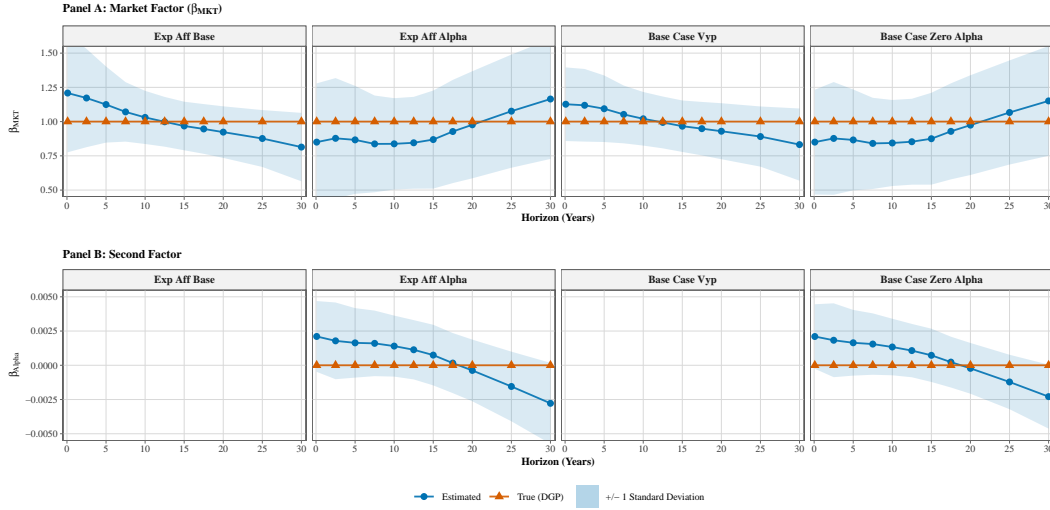 Panel A: Market Factor (βMKT)
Exp Aff Base Exp Aff Alpha Base Case Vyp Base Case Zero Alpha
1.50
1.25
1.00
0.75
0.50
βMKT
0 5 10 15 20 25 30 0 5 10 15 20 25 30 0 5 10 15 20 25 30 0 5 10 15 20 25 30
Horizon (Years)
Panel B: Second Factor
Exp Aff Base Exp Aff Alpha Base Case Vyp Base Case Zero Alpha
0.0050
0.0025
0.0000
−0.0025
−0.0050
βAlpha
0 5 10 15 20 25 30 0 5 10 15 20 25 30 0 5 10 15 20 25 30 0 5 10 15 20 25 30
Horizon (Years)
Estimated True (DGP) +/− 1 Standard Deviation